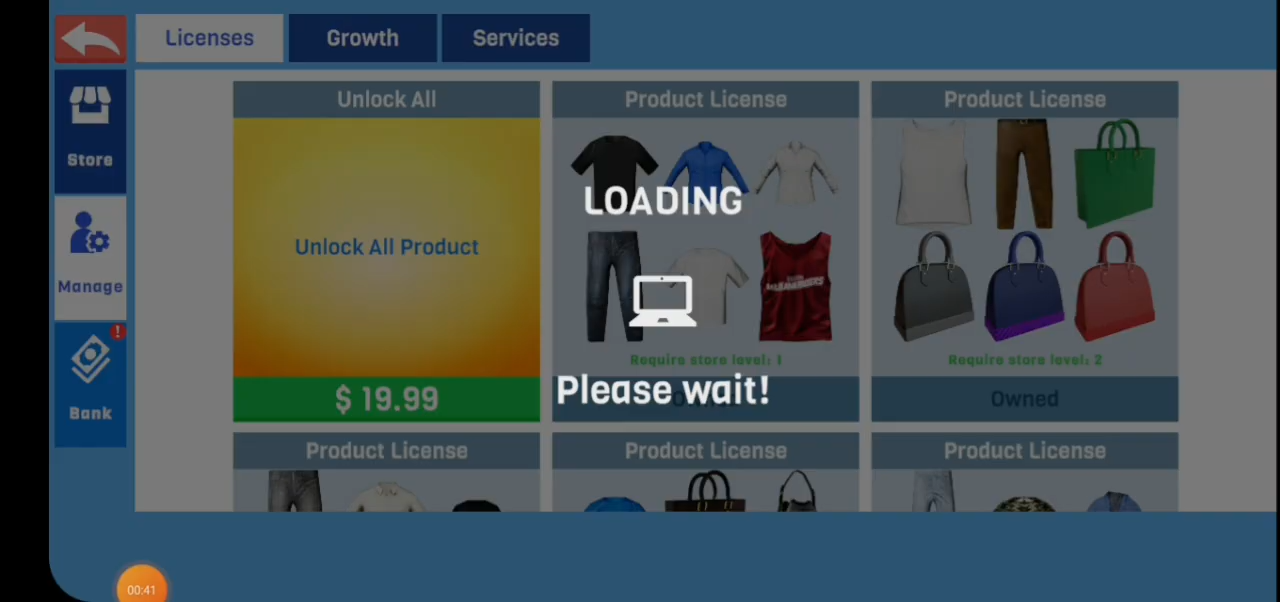 Licenses
Growth
Services
Store
Manage
!
Bank
Unlock All
Unlock All Product
$ 19.99
Product License
Require store level: 1
Product License
Require store level: 2
Owned
LOADING
Please wait!
Product License
Product License
Product License
00:41